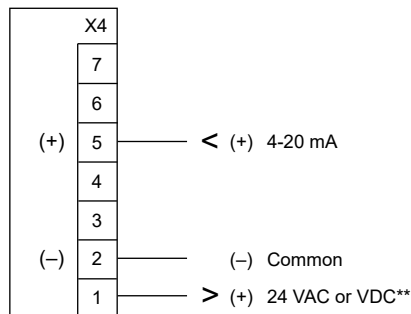 X4
7
6
(+) 5 < (+) 4-20 mA
4
3
(–) 2 (–) Common
1 > (+) 24 VAC or VDC**